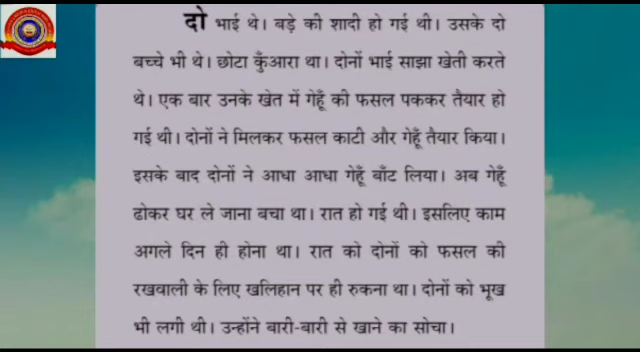 दो भाई थे। बड़े की शादी हो गई थी। उसके दो
बच्चे भी थे। छोटा कुँआरा था। दोनों भाई साझा खेती करते
थे। एक बार उनके खेत में गेहूँ की फसल पककर तैयार हो
गई थी। दोनों ने मिलकर फसल काटी और गेहूँ तैयार किया।
इसके बाद दोनों ने आधा आधा गेहूँ बाँट लिया। अब गेहूँ
ढोकर घर ले जाना बचा था। रात हो गई थी। इसलिए काम
अगले दिन ही होना था। रात को दोनों को फसल की
रखवाली के लिए खलिहान पर ही रुकना था। दोनों को भूख
भी लगी थी। उन्होंने बारी-बारी से खाने का सोचा।